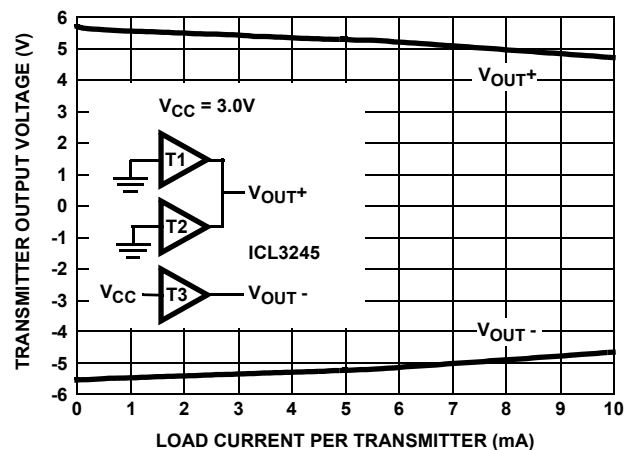 TRANSMITTER OUTPUT VOLTAGE (V)
6
5
4
3
2
1
0
-1
-2
-3
-4
-5
-6
VOUT+
VCC = 3.0V
T1
VOUT+
T2
ICL3245
VCC
T3
VOUT -
VOUT -
0 1 2 3 4 5 6 7 8 9 10
LOAD CURRENT PER TRANSMITTER (mA)